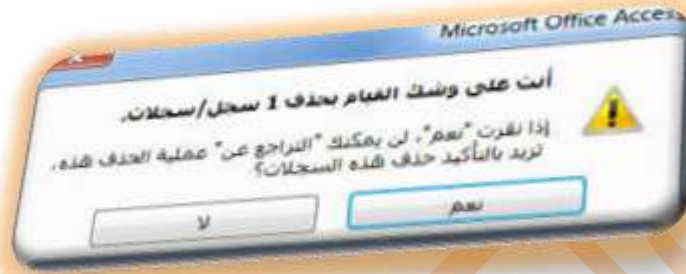 Microsoft Office Access
أنت على وشك القيام بحذف 1 سجل/سجلات.
إذا نقرت "نعم"، لن يمكنك "التراجع عن" عملية الحذف هذه.
تريد بالتأكيد حذف هذه السجلات؟
نعم
لا